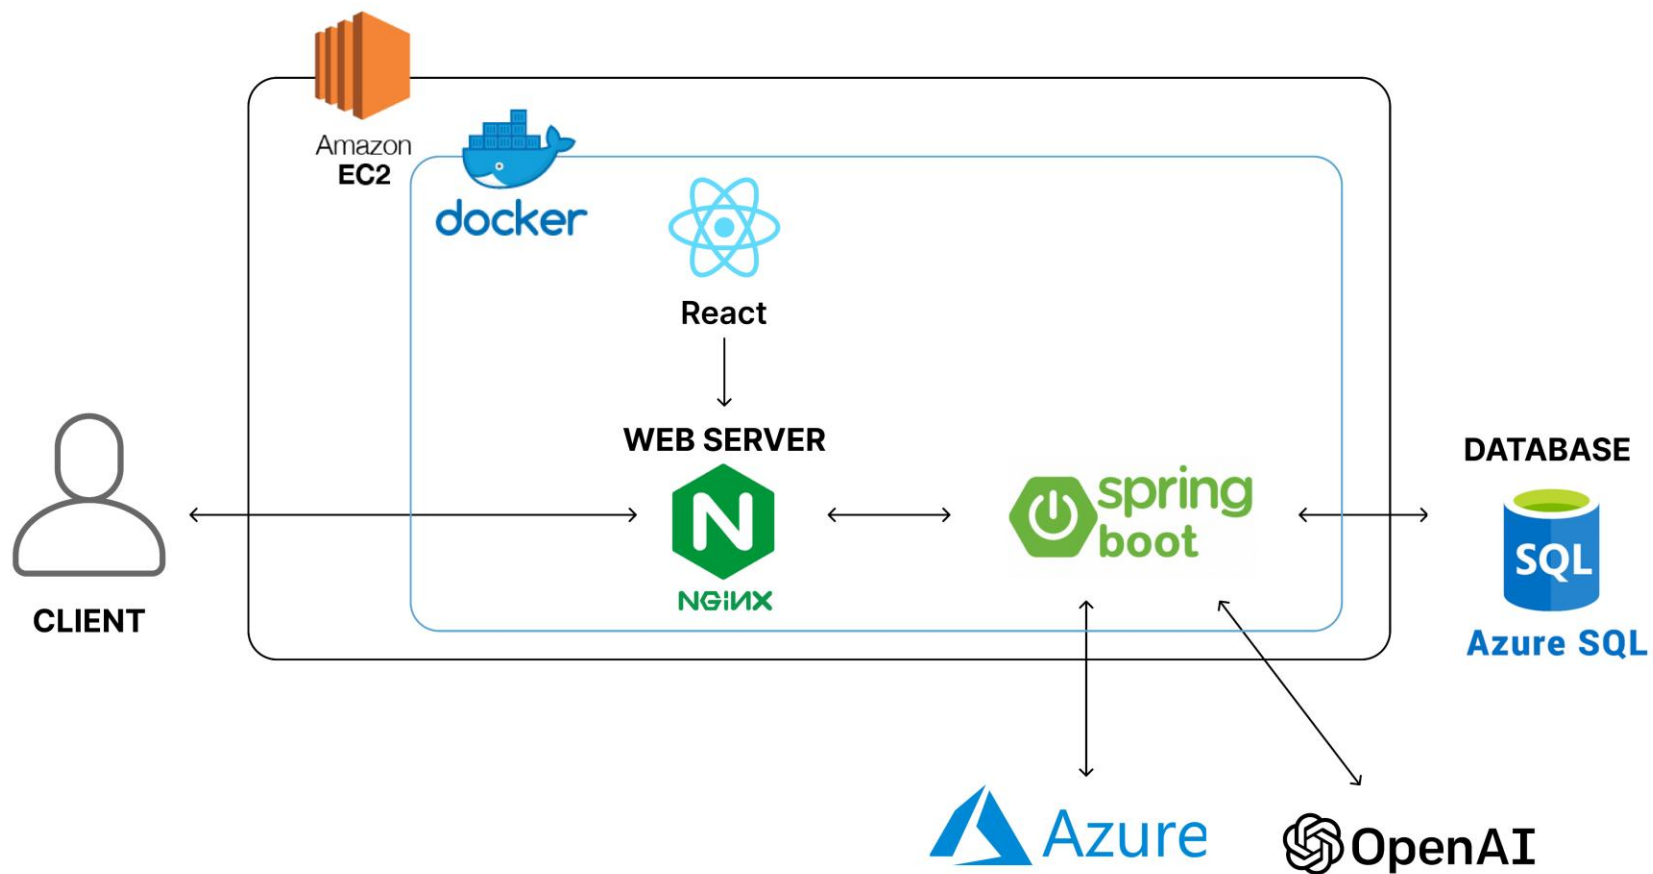 Amazon
EC2
docker
React
WEB SERVER
N
NGiNX
CLIENT
spring
boot
DATABASE
SQL
Azure SQL
Azure
OpenAI